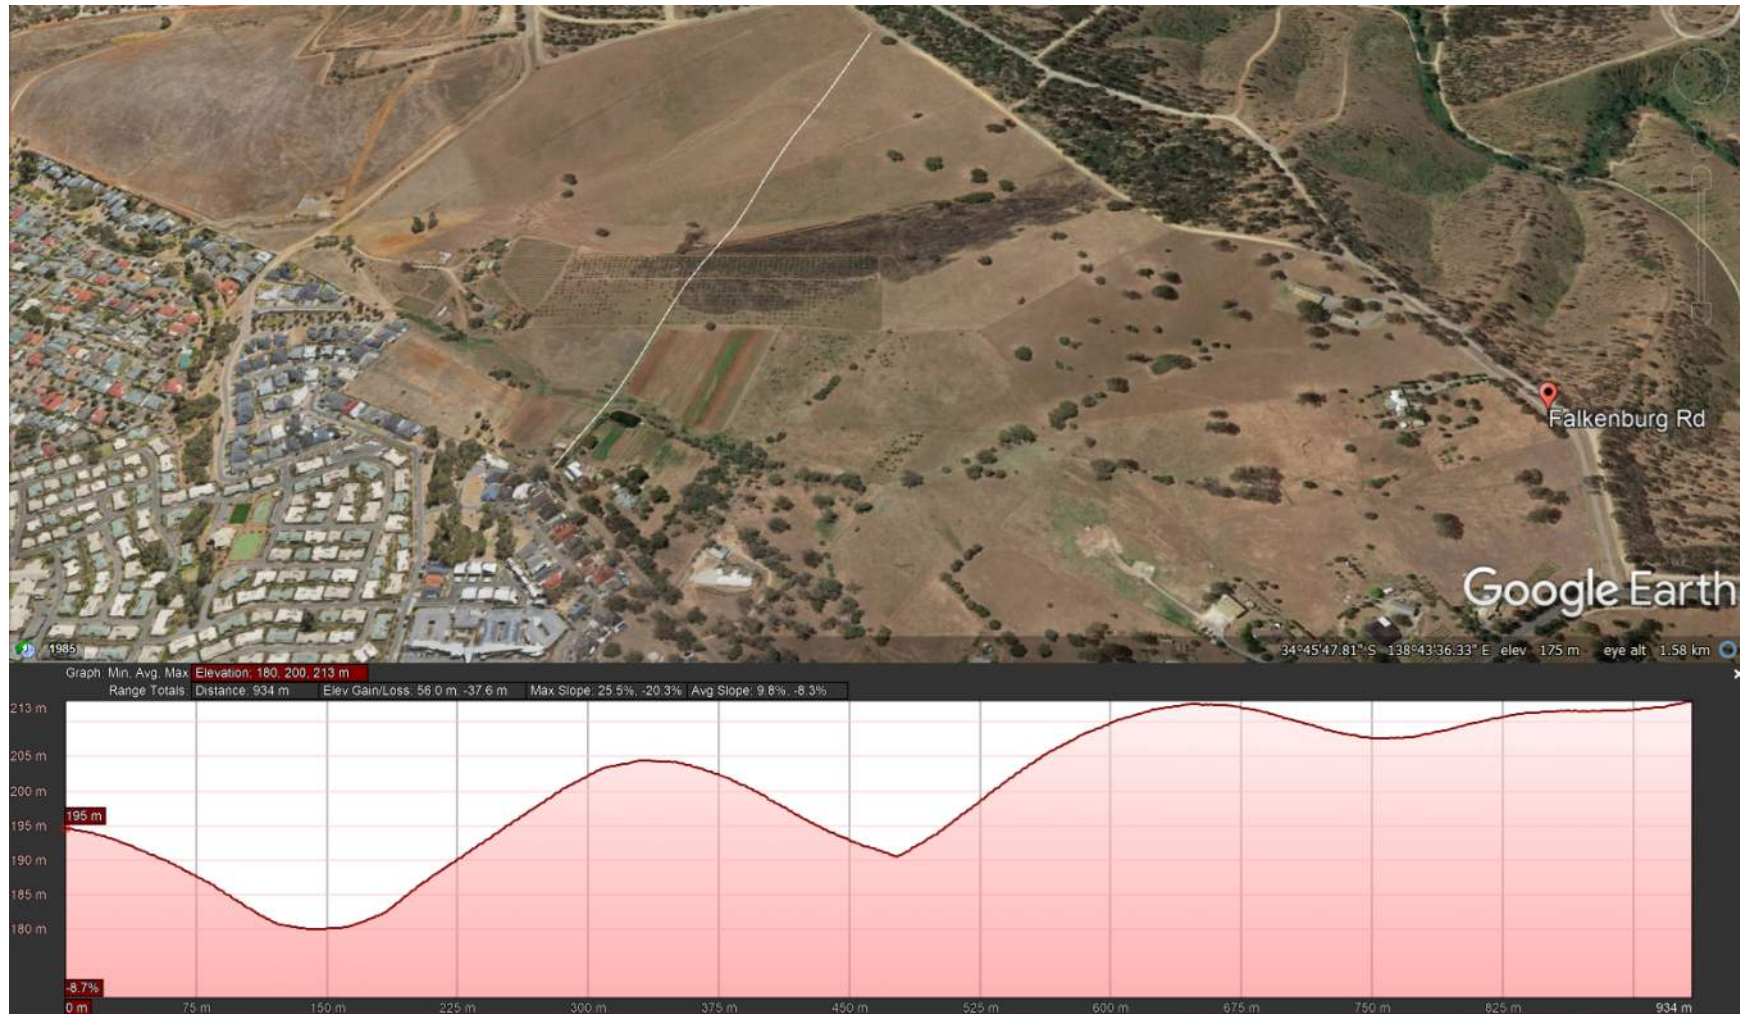 Falkenburg Rd
Google Earth
1985
34°45'47.81" S 138°43'36.33" E elev 175 m eye alt 1.58 km
Graph: Min, Avg, Max Elevation: 180, 200, 213 m
Range Totals: Distance: 934 m Elev Gain/Loss: 56.0 m, -37.6 m Max Slope: 25.5%, -20.3% Avg Slope: 9.8%, -8.3%
213 m
205 m
200 m
195 m
195 m
190 m
185 m
180 m
-8.7%
0 m 75 m 150 m 225 m 300 m 375 m 450 m 525 m 600 m 675 m 750 m 825 m 934 m